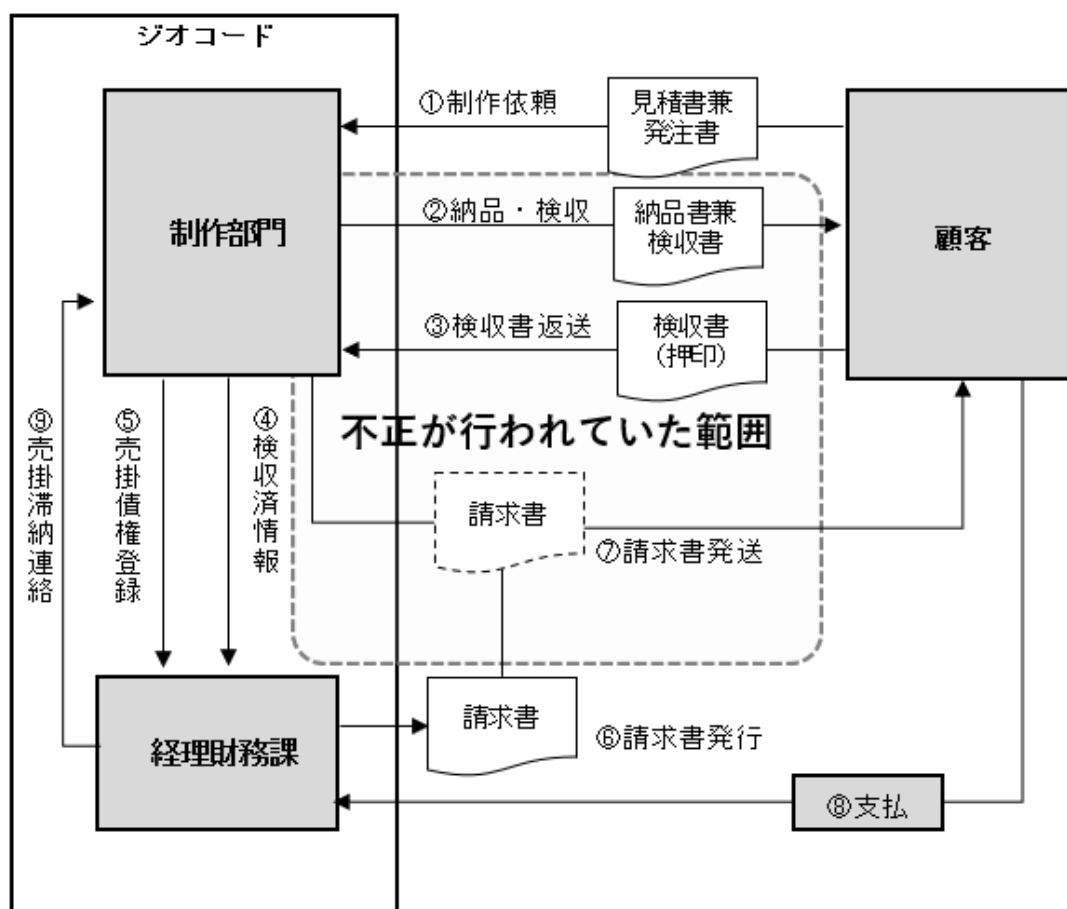 ジオコード
①制作依頼
見積書兼
発注書
制作部門
②納品・検収
納品書兼
検収書
顧客
③検収書返送
検収書
(押印)
不正が行われていた範囲
⑨売掛滞納連絡
⑤売掛債権登録
④検収済情報
請求書
⑦請求書発送
経理財務課
請求書
⑥請求書発行
⑧支払